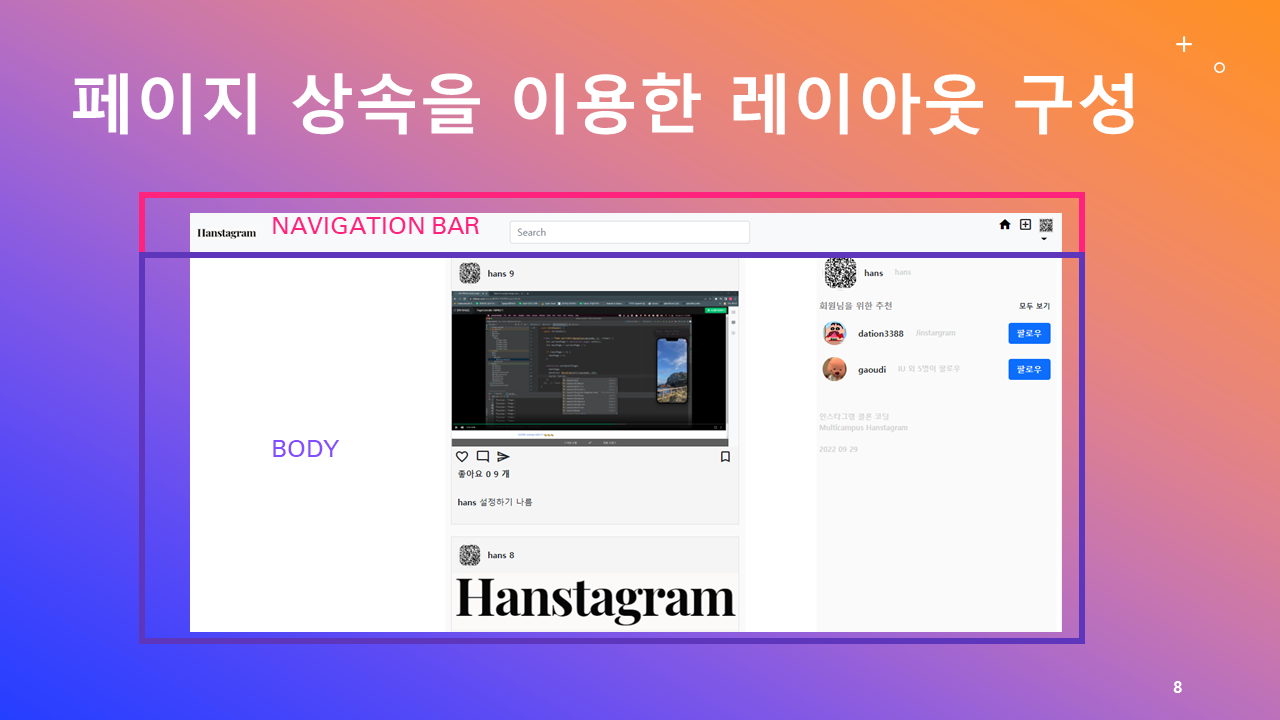 페이지 상속을 이용한 레이아웃 구성
NAVIGATION BAR
Hanstagram
Search
hans 9
hans hans
회원님을 위한 추천 모두 보기
dation3388 Jinstargram 팔로우
gaoudi IU 외 5명이 팔로우 팔로우
인스타그램 클론 코딩
Multicampus Hanstagram
2022 09 29
BODY
좋아요 0 9 개
hans 설정하기 나름
hans 8
Hanstagram
8